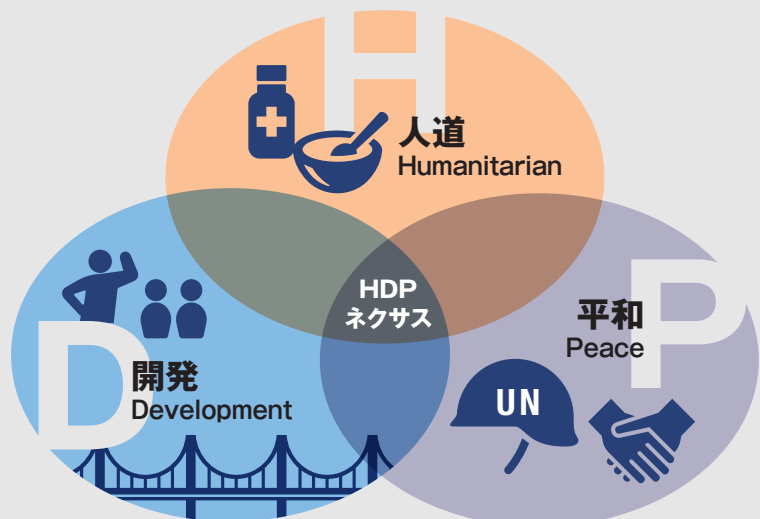 H
人道
Humanitarian
HDP
ネクサス
D
開発
Development
P
平和
Peace
UN